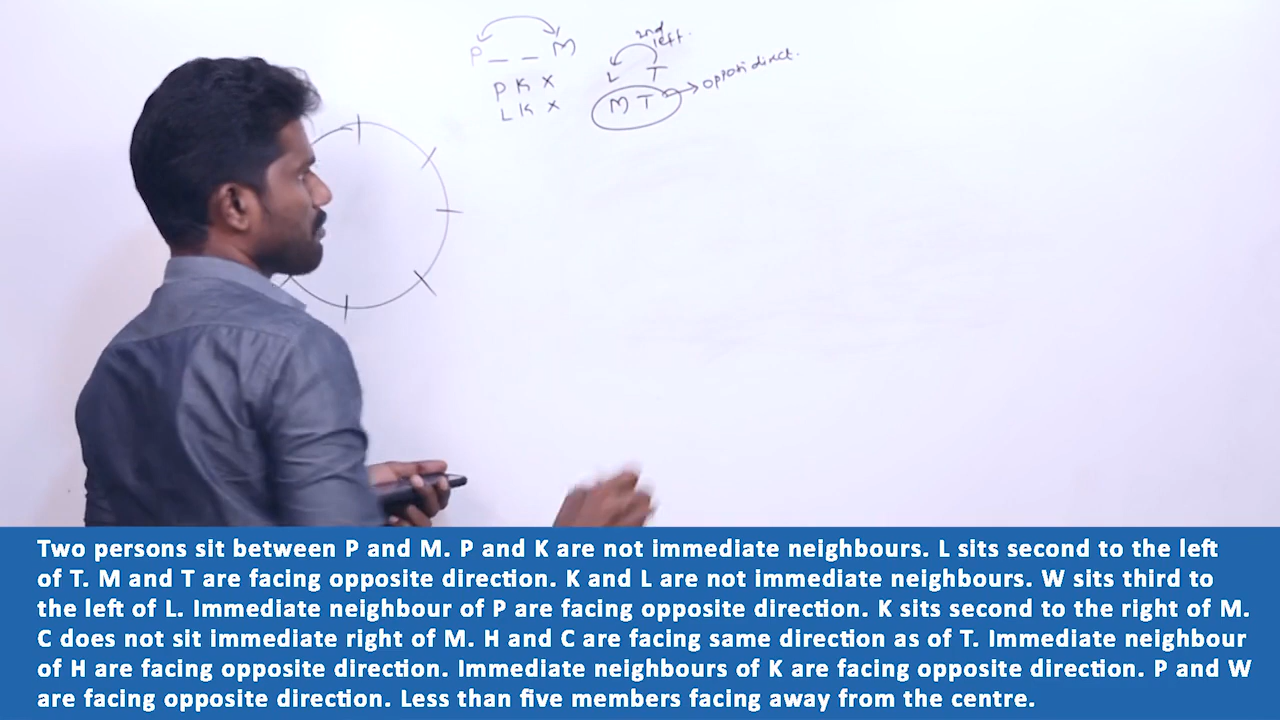 P _ _ M
P K X
L K X
2nd
left.
L T
M T → opposi direct.
Two persons sit between P and M. P and K are not immediate neighbours. L sits second to the left
of T. M and T are facing opposite direction. K and L are not immediate neighbours. W sits third to
the left of L. Immediate neighbour of P are facing opposite direction. K sits second to the right of M.
C does not sit immediate right of M. H and C are facing same direction as of T. Immediate neighbour
of H are facing opposite direction. Immediate neighbours of K are facing opposite direction. P and W
are facing opposite direction. Less than five members facing away from the centre.